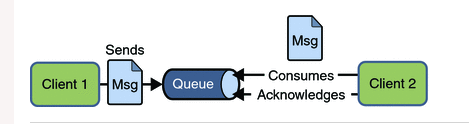 Msg
Sends
Client 1
Msg
Queue
Consumes
Acknowledges
Client 2